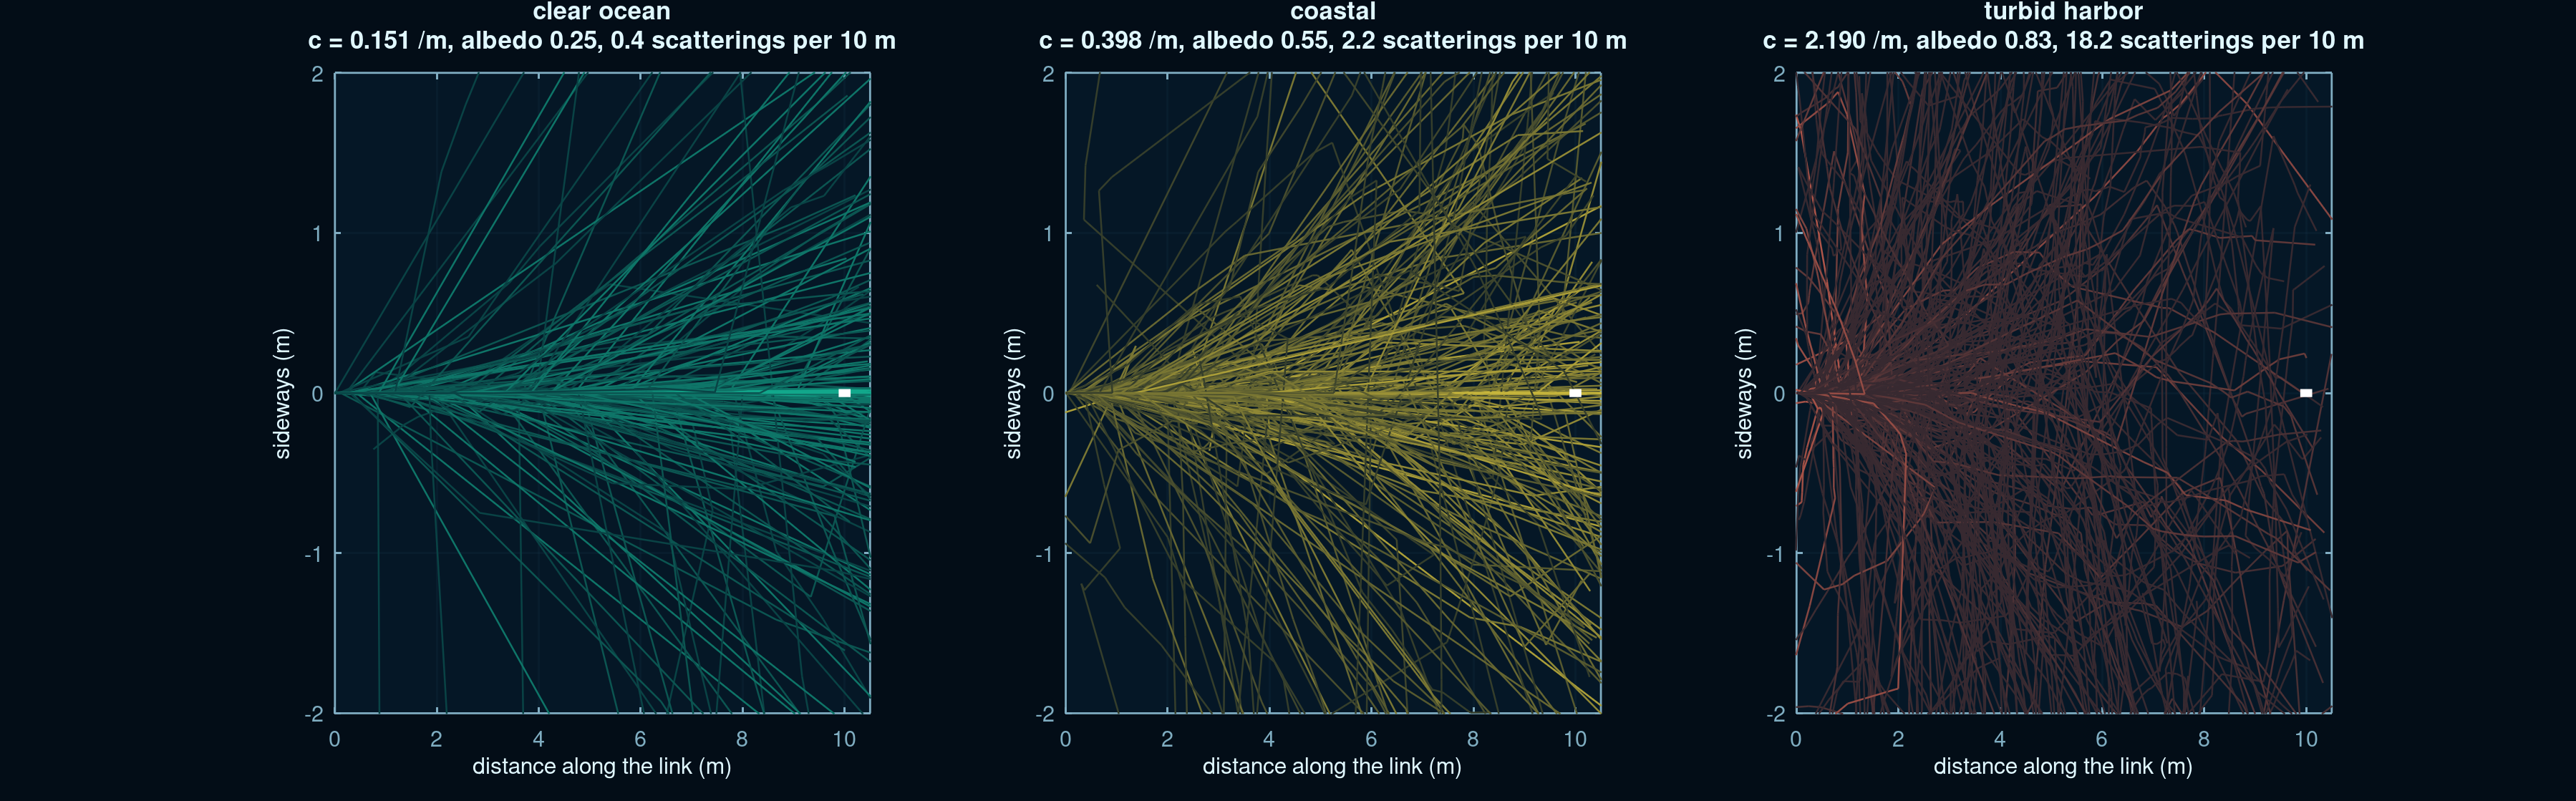 clear ocean
c = 0.151 /m, albedo 0.25, 0.4 scatterings per 10 m
2
1
0
-1
-2
sideways (m)
0 2 4 6 8 10
distance along the link (m)
coastal
c = 0.398 /m, albedo 0.55, 2.2 scatterings per 10 m
2
1
0
-1
-2
sideways (m)
0 2 4 6 8 10
distance along the link (m)
turbid harbor
c = 2.190 /m, albedo 0.83, 18.2 scatterings per 10 m
2
1
0
-1
-2
sideways (m)
0 2 4 6 8 10
distance along the link (m)